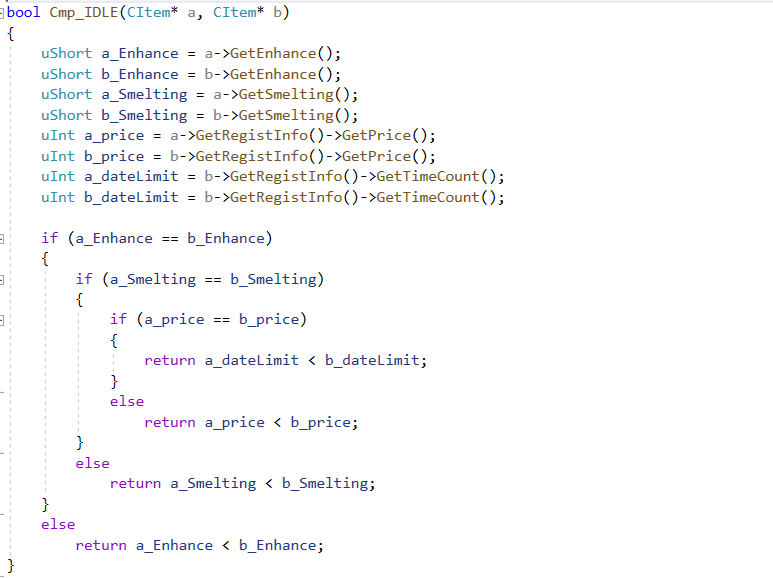 bool Cmp_IDLE(CItem* a, CItem* b)
{
    uShort a_Enhance = a->GetEnhance();
    uShort b_Enhance = b->GetEnhance();
    uShort a_Smelting = a->GetSmelting();
    uShort b_Smelting = b->GetSmelting();
    uInt a_price = a->GetRegistInfo()->GetPrice();
    uInt b_price = b->GetRegistInfo()->GetPrice();
    uInt a_dateLimit = b->GetRegistInfo()->GetTimeCount();
    uInt b_dateLimit = b->GetRegistInfo()->GetTimeCount();

    if (a_Enhance == b_Enhance)
    {
        if (a_Smelting == b_Smelting)
        {
            if (a_price == b_price)
            {
                return a_dateLimit < b_dateLimit;
            }
            else
                return a_price < b_price;
        }
        else
            return a_Smelting < b_Smelting;
    }
    else
        return a_Enhance < b_Enhance;
}